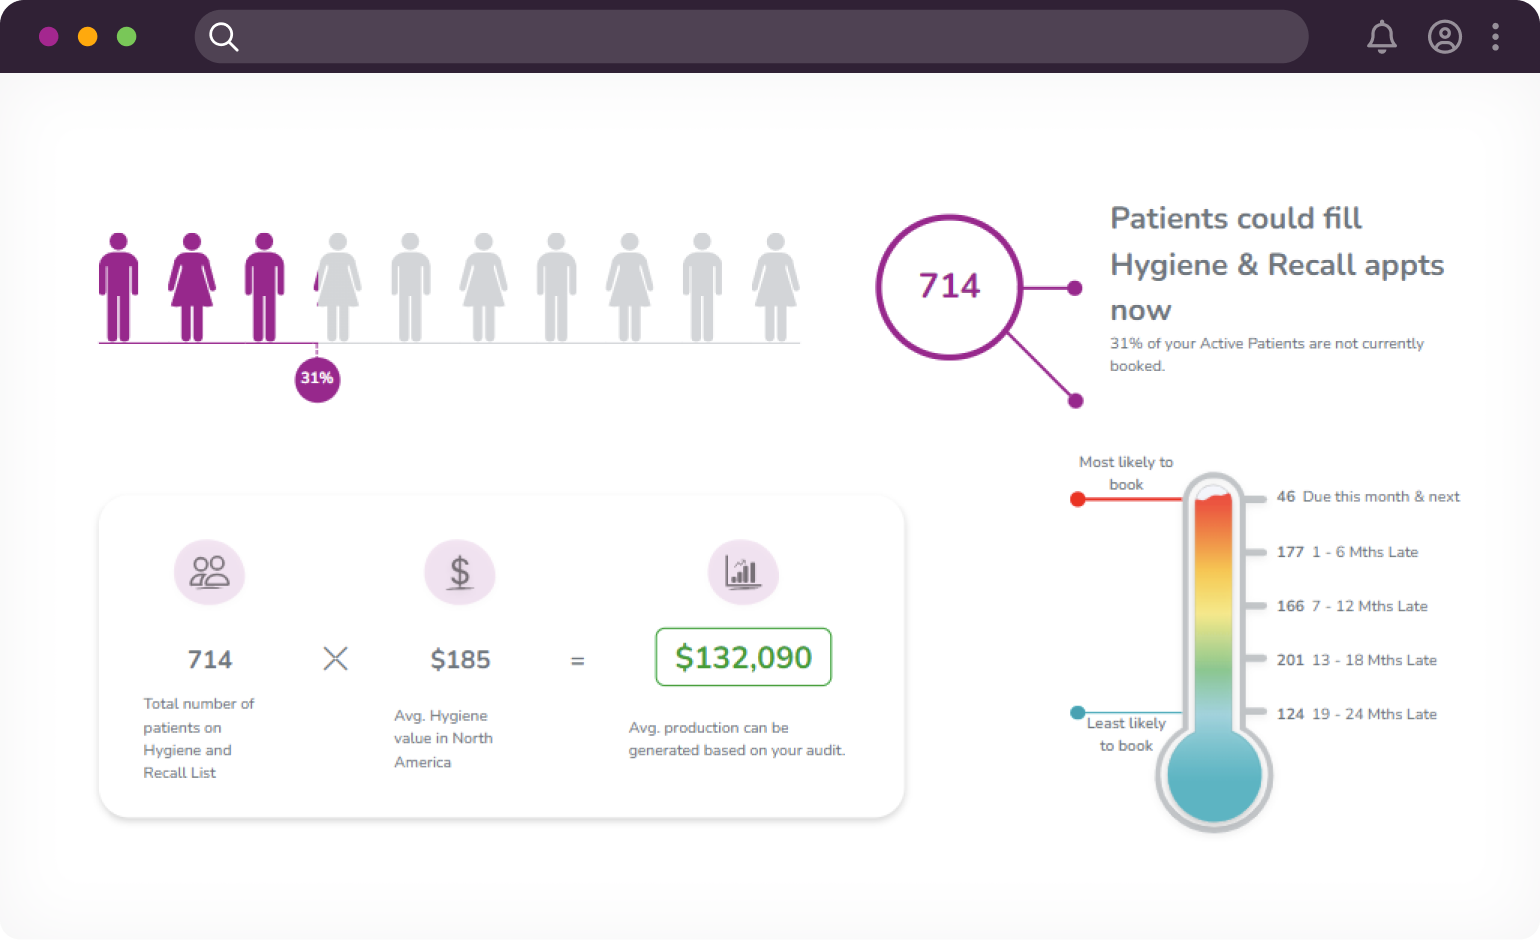 31%
714
Patients could fill
Hygiene & Recall appts
now
31% of your Active Patients are not currently
booked.
714
=
$185
$132,090
Total number of
patients on
Hygiene and
Recall List
Avg. Hygiene
value in North
America
Avg. production can be
generated based on your audit.
Most likely to
book
46 Due this month & next
177 1 - 6 Mths Late
166 7 - 12 Mths Late
201 13 - 18 Mths Late
124 19 - 24 Mths Late
Least likely
to book